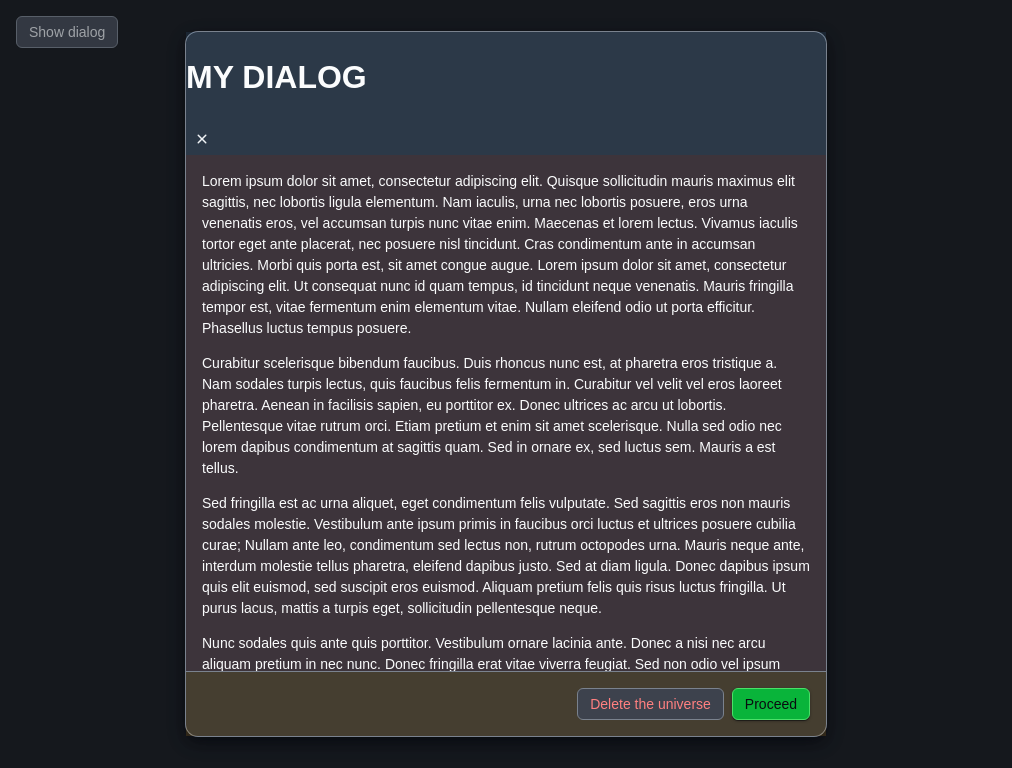 Show dialog
MY DIALOG
✕
Lorem ipsum dolor sit amet, consectetur adipiscing elit. Quisque sollicitudin mauris maximus elit
sagittis, nec lobortis ligula elementum. Nam iaculis, urna nec lobortis posuere, eros urna
venenatis eros, vel accumsan turpis nunc vitae enim. Maecenas et lorem lectus. Vivamus iaculis
tortor eget ante placerat, nec posuere nisl tincidunt. Cras condimentum ante in accumsan
ultricies. Morbi quis porta est, sit amet congue augue. Lorem ipsum dolor sit amet, consectetur
adipiscing elit. Ut consequat nunc id quam tempus, id tincidunt neque venenatis. Mauris fringilla
tempor est, vitae fermentum enim elementum vitae. Nullam eleifend odio ut porta efficitur.
Phasellus luctus tempus posuere.
Curabitur scelerisque bibendum faucibus. Duis rhoncus nunc est, at pharetra eros tristique a.
Nam sodales turpis lectus, quis faucibus felis fermentum in. Curabitur vel velit vel eros laoreet
pharetra. Aenean in facilisis sapien, eu porttitor ex. Donec ultrices ac arcu ut lobortis.
Pellentesque vitae rutrum orci. Etiam pretium et enim sit amet scelerisque. Nulla sed odio nec
lorem dapibus condimentum at sagittis quam. Sed in ornare ex, sed luctus sem. Mauris a est
tellus.
Sed fringilla est ac urna aliquet, eget condimentum felis vulputate. Sed sagittis eros non mauris
sodales molestie. Vestibulum ante ipsum primis in faucibus orci luctus et ultrices posuere cubilia
curae; Nullam ante leo, condimentum sed lectus non, rutrum octopodes urna. Mauris neque ante,
interdum molestie tellus pharetra, eleifend dapibus justo. Sed at diam ligula. Donec dapibus ipsum
quis elit euismod, sed suscipit eros euismod. Aliquam pretium felis quis risus luctus fringilla. Ut
purus lacus, mattis a turpis eget, sollicitudin pellentesque neque.
Nunc sodales quis ante quis porttitor. Vestibulum ornare lacinia ante. Donec a nisi nec arcu
aliquam pretium in nec nunc. Donec fringilla erat vitae viverra feugiat. Sed non odio vel ipsum
Delete the universe
Proceed